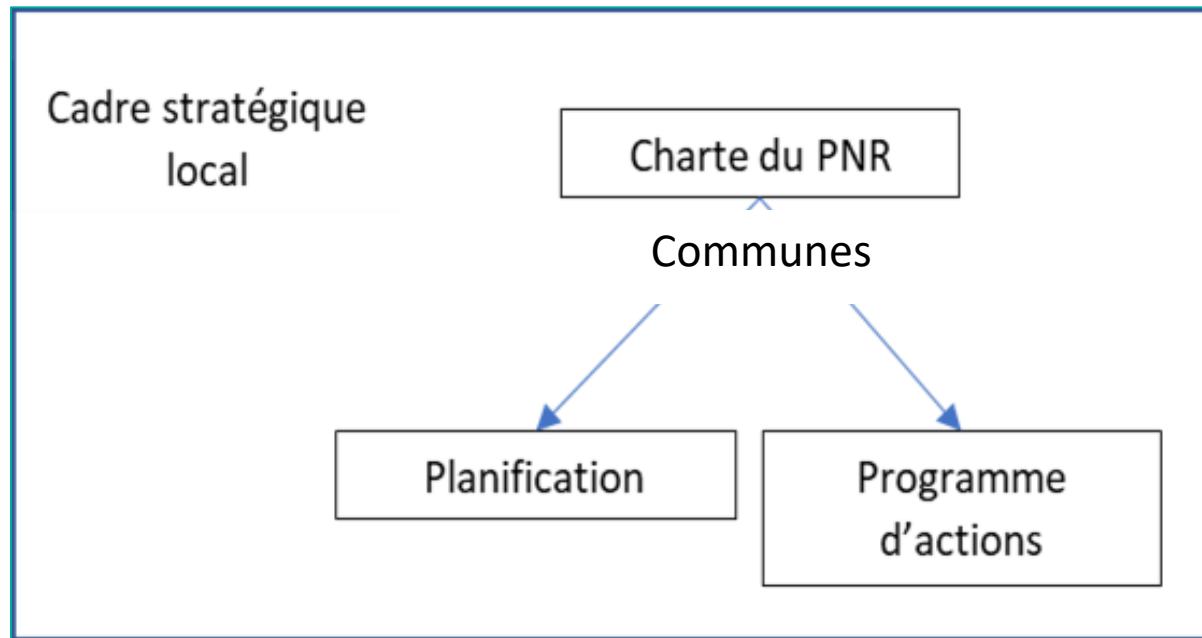 Cadre stratégique
local
Charte du PNR
Communes
Planification
Programme
d’actions